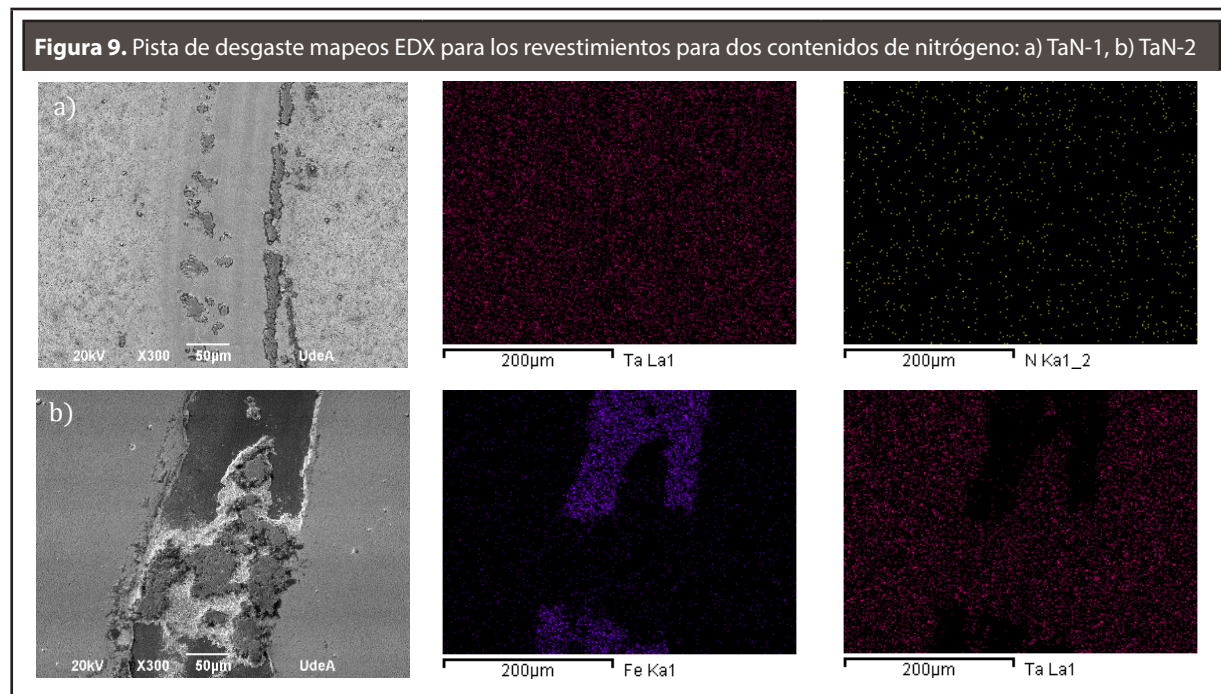 Figura 9. Pista de desgaste mapeos EDX para los revestimientos para dos contenidos de nitrógeno: a) TaN-1, b) TaN-2
a)
20kV X300 50µm UdeA
200µm Ta La1
200µm N Ka1_2
b)
20kV X300 50µm UdeA
200µm Fe Ka1
200µm Ta La1